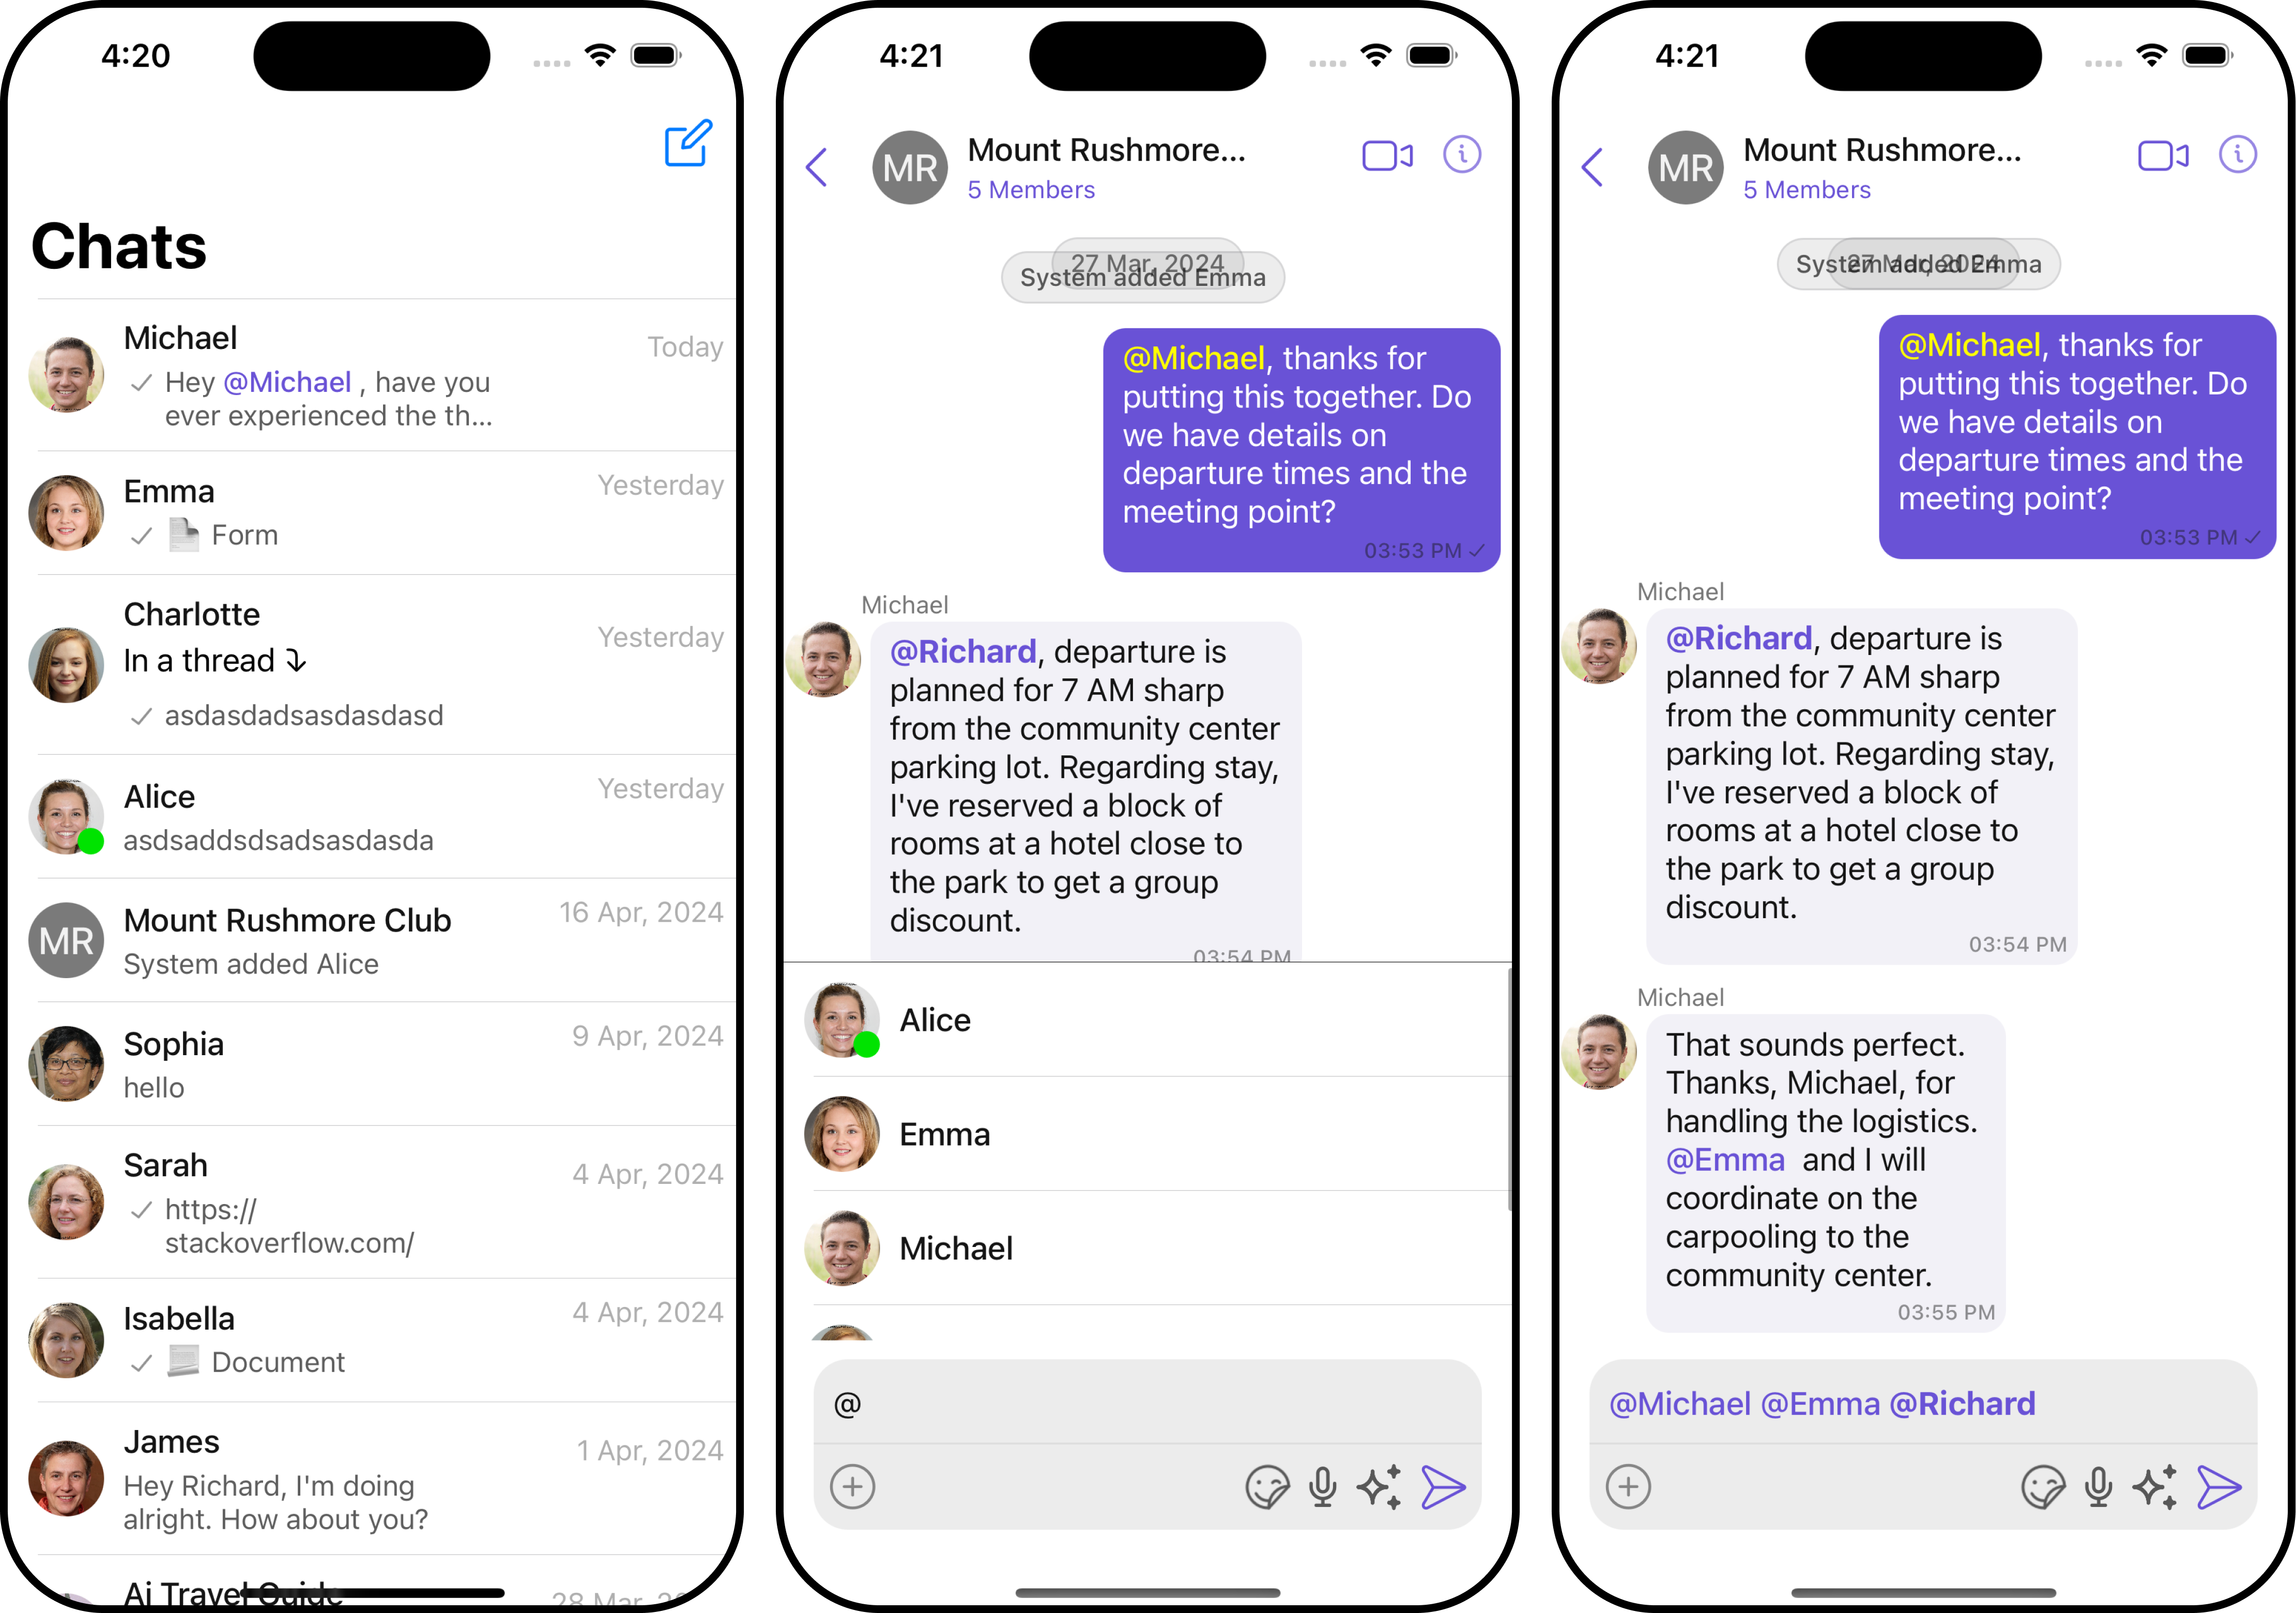 4:20
Chats
Michael
Today
Hey @Michael , have you
ever experienced the th...
Emma
Yesterday
Form
Charlotte
Yesterday
In a thread
asdasdadsasdasdasd
Alice
Yesterday
asdsaddsdsadsasdasda
MR
Mount Rushmore Club
16 Apr, 2024
System added Alice
Sophia
9 Apr, 2024
hello
Sarah
4 Apr, 2024
https://
stackoverflow.com/
Isabella
4 Apr, 2024
Document
James
1 Apr, 2024
Hey Richard, I'm doing
alright. How about you?
Ai Travel Guide
28 Mar,
4:21
MR
Mount Rushmore...
5 Members
27 Mar, 2024
System added Emma
@Michael, thanks for
putting this together. Do
we have details on
departure times and the
meeting point?
03:53 PM
Michael
@Richard, departure is
planned for 7 AM sharp
from the community center
parking lot. Regarding stay,
I've reserved a block of
rooms at a hotel close to
the park to get a group
discount.
03:54 PM
Alice
Emma
Michael
@
4:21
MR
Mount Rushmore...
5 Members
System added Emma
27 Mar, 2024
@Michael, thanks for
putting this together. Do
we have details on
departure times and the
meeting point?
03:53 PM
Michael
@Richard, departure is
planned for 7 AM sharp
from the community center
parking lot. Regarding stay,
I've reserved a block of
rooms at a hotel close to
the park to get a group
discount.
03:54 PM
Michael
That sounds perfect.
Thanks, Michael, for
handling the logistics.
@Emma  and I will
coordinate on the
carpooling to the
community center.
03:55 PM
@Michael @Emma @Richard